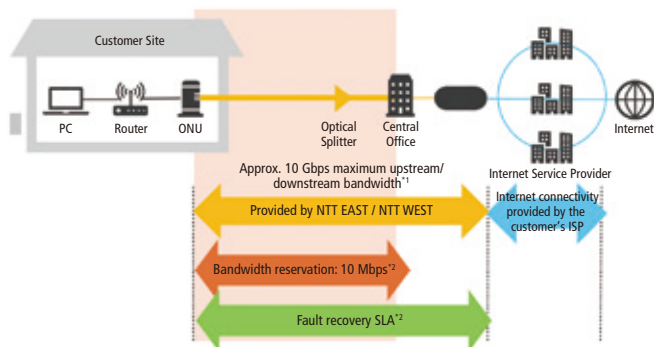 Customer Site
PC
Router
ONU
Optical
Splitter
Central
Office
Internet Service Provider
Internet
Approx. 10 Gbps maximum upstream/
downstream bandwidth*1
Provided by NTT EAST / NTT WEST
Internet connectivity
provided by the
customer's ISP
Bandwidth reservation: 10 Mbps*2
Fault recovery SLA*2